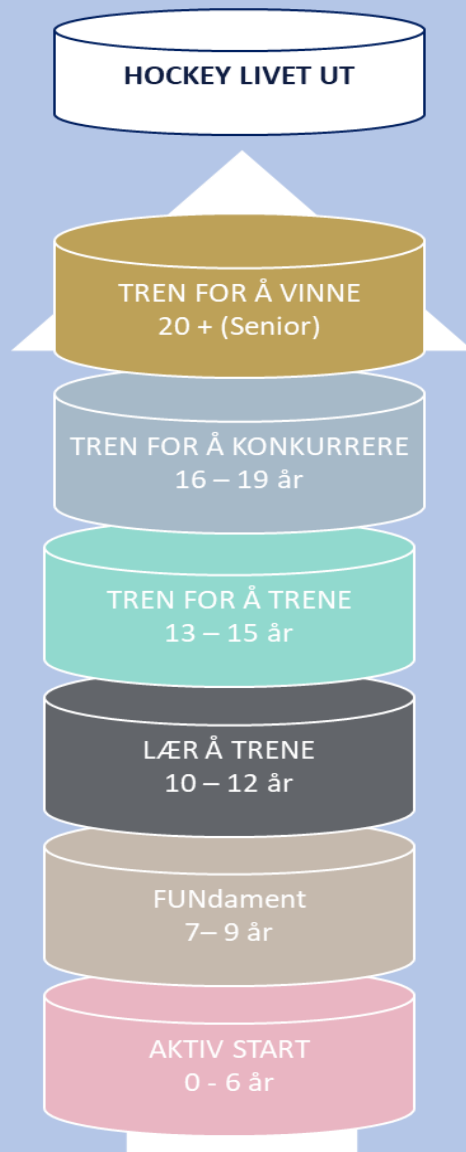 HOCKEY LIVET UT
TREN FOR Å VINNE
20 + (Senior)
TREN FOR Å KONKURRERE
16 – 19 år
TREN FOR Å TRENE
13 – 15 år
LÆR Å TRENE
10 – 12 år
FUNdament
7– 9 år
AKTIV START
0 - 6 år